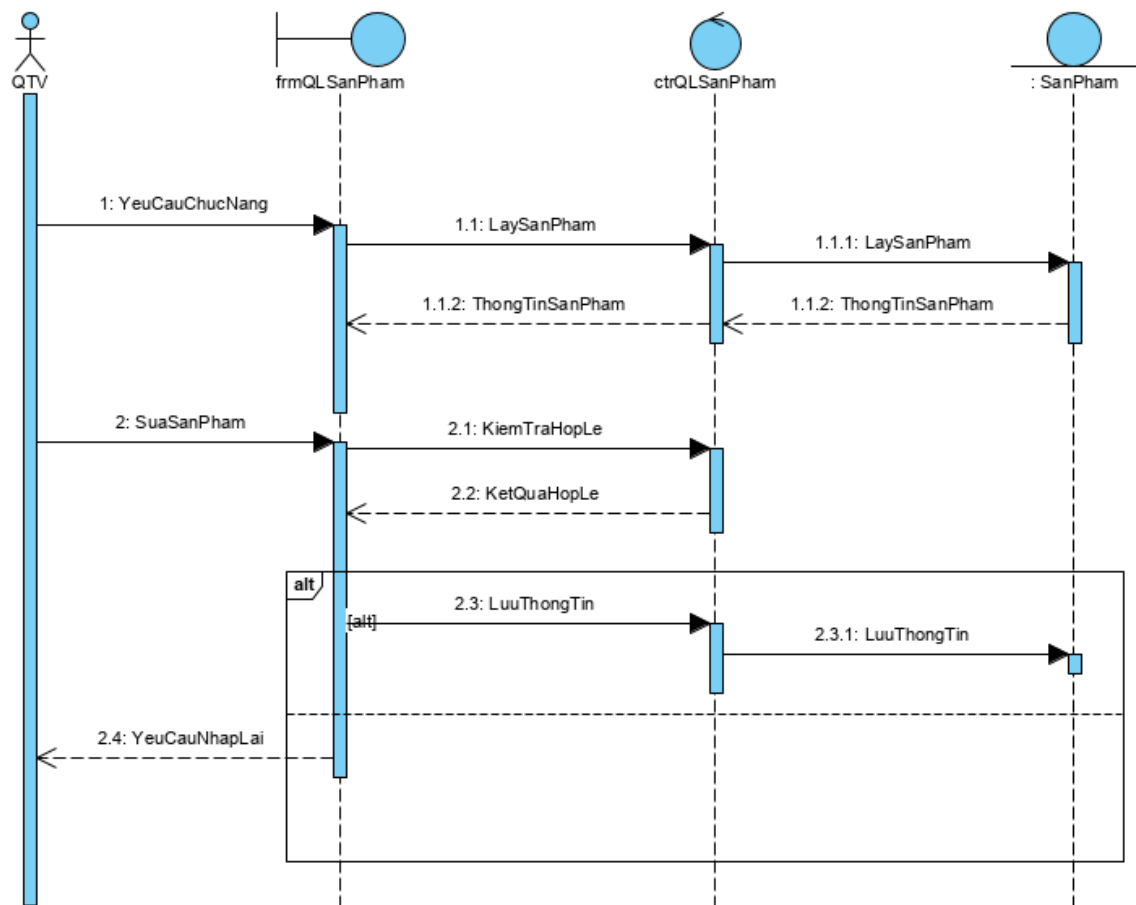 QTV
frmQLSanPham
ctrQLSanPham
: SanPham
1: YeuCauChucNang
1.1: LaySanPham
1.1.1: LaySanPham
1.1.2: ThongTinSanPham
1.1.2: ThongTinSanPham
2: SuaSanPham
2.1: KiemTraHopLe
2.2: KetQuaHopLe
alt
[alt]
2.3: LuuThongTin
2.3.1: LuuThongTin
2.4: YeuCauNhapLai